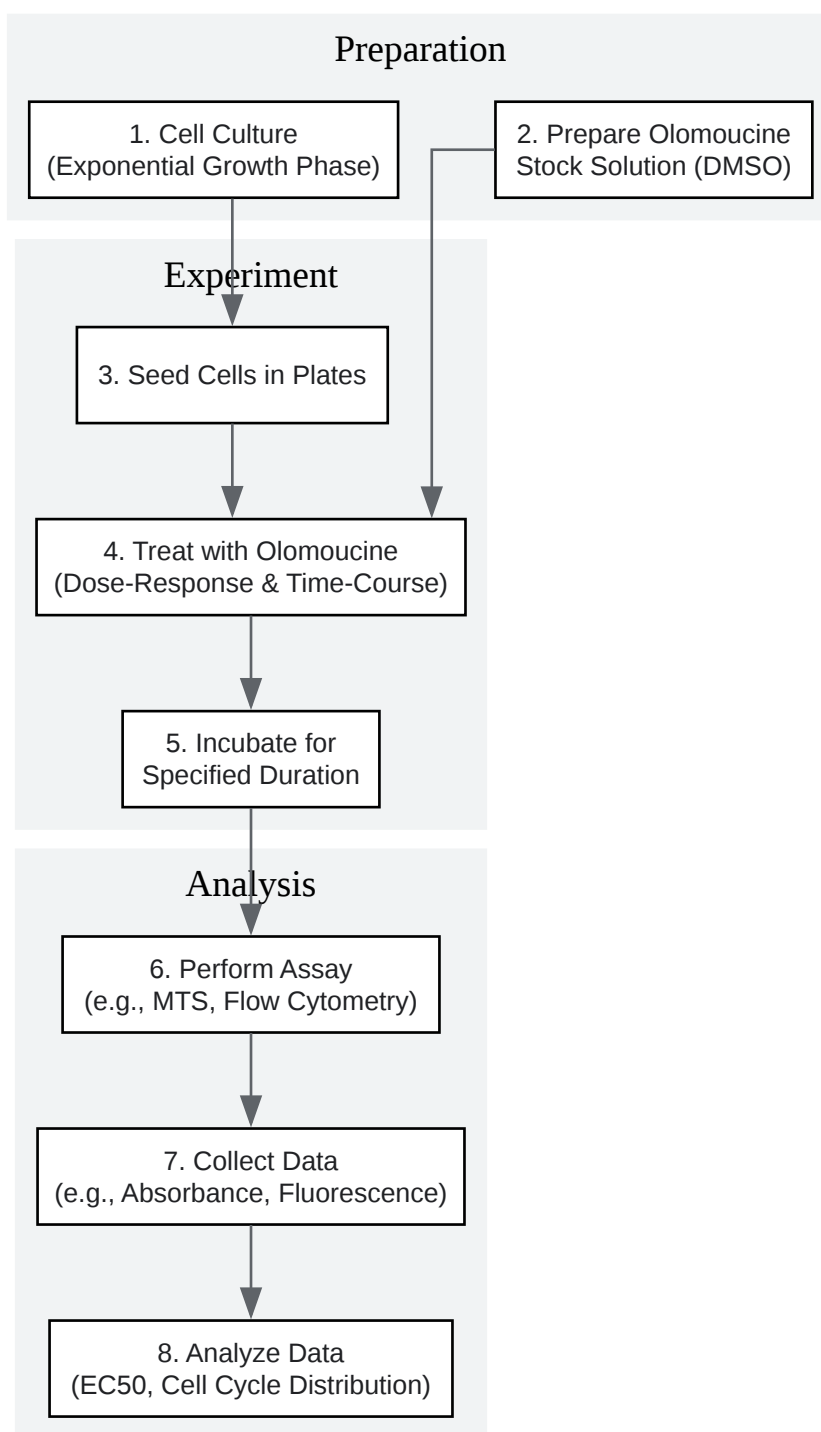 Preparation
1. Cell Culture
(Exponential Growth Phase)
2. Prepare Olomoucine
Stock Solution (DMSO)
Experiment
3. Seed Cells in Plates
4. Treat with Olomoucine
(Dose-Response & Time-Course)
5. Incubate for
Specified Duration
Analysis
6. Perform Assay
(e.g., MTS, Flow Cytometry)
7. Collect Data
(e.g., Absorbance, Fluorescence)
8. Analyze Data
(EC50, Cell Cycle Distribution)